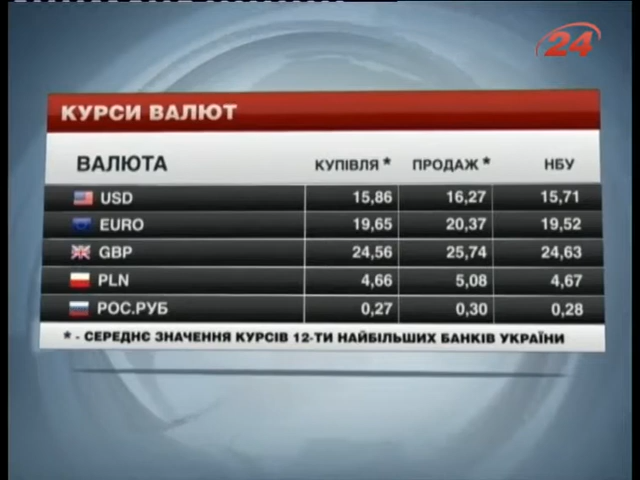 24
КУРСИ ВАЛЮТ
ВАЛЮТА КУПІВЛЯ * ПРОДАЖ * НБУ
USD 15,86 16,27 15,71
EURO 19,65 20,37 19,52
GBP 24,56 25,74 24,63
PLN 4,66 5,08 4,67
РОС.РУБ 0,27 0,30 0,28
* - СЕРЕДНЄ ЗНАЧЕННЯ КУРСІВ 12-ТИ НАЙБІЛЬШИХ БАНКІВ УКРАЇНИ